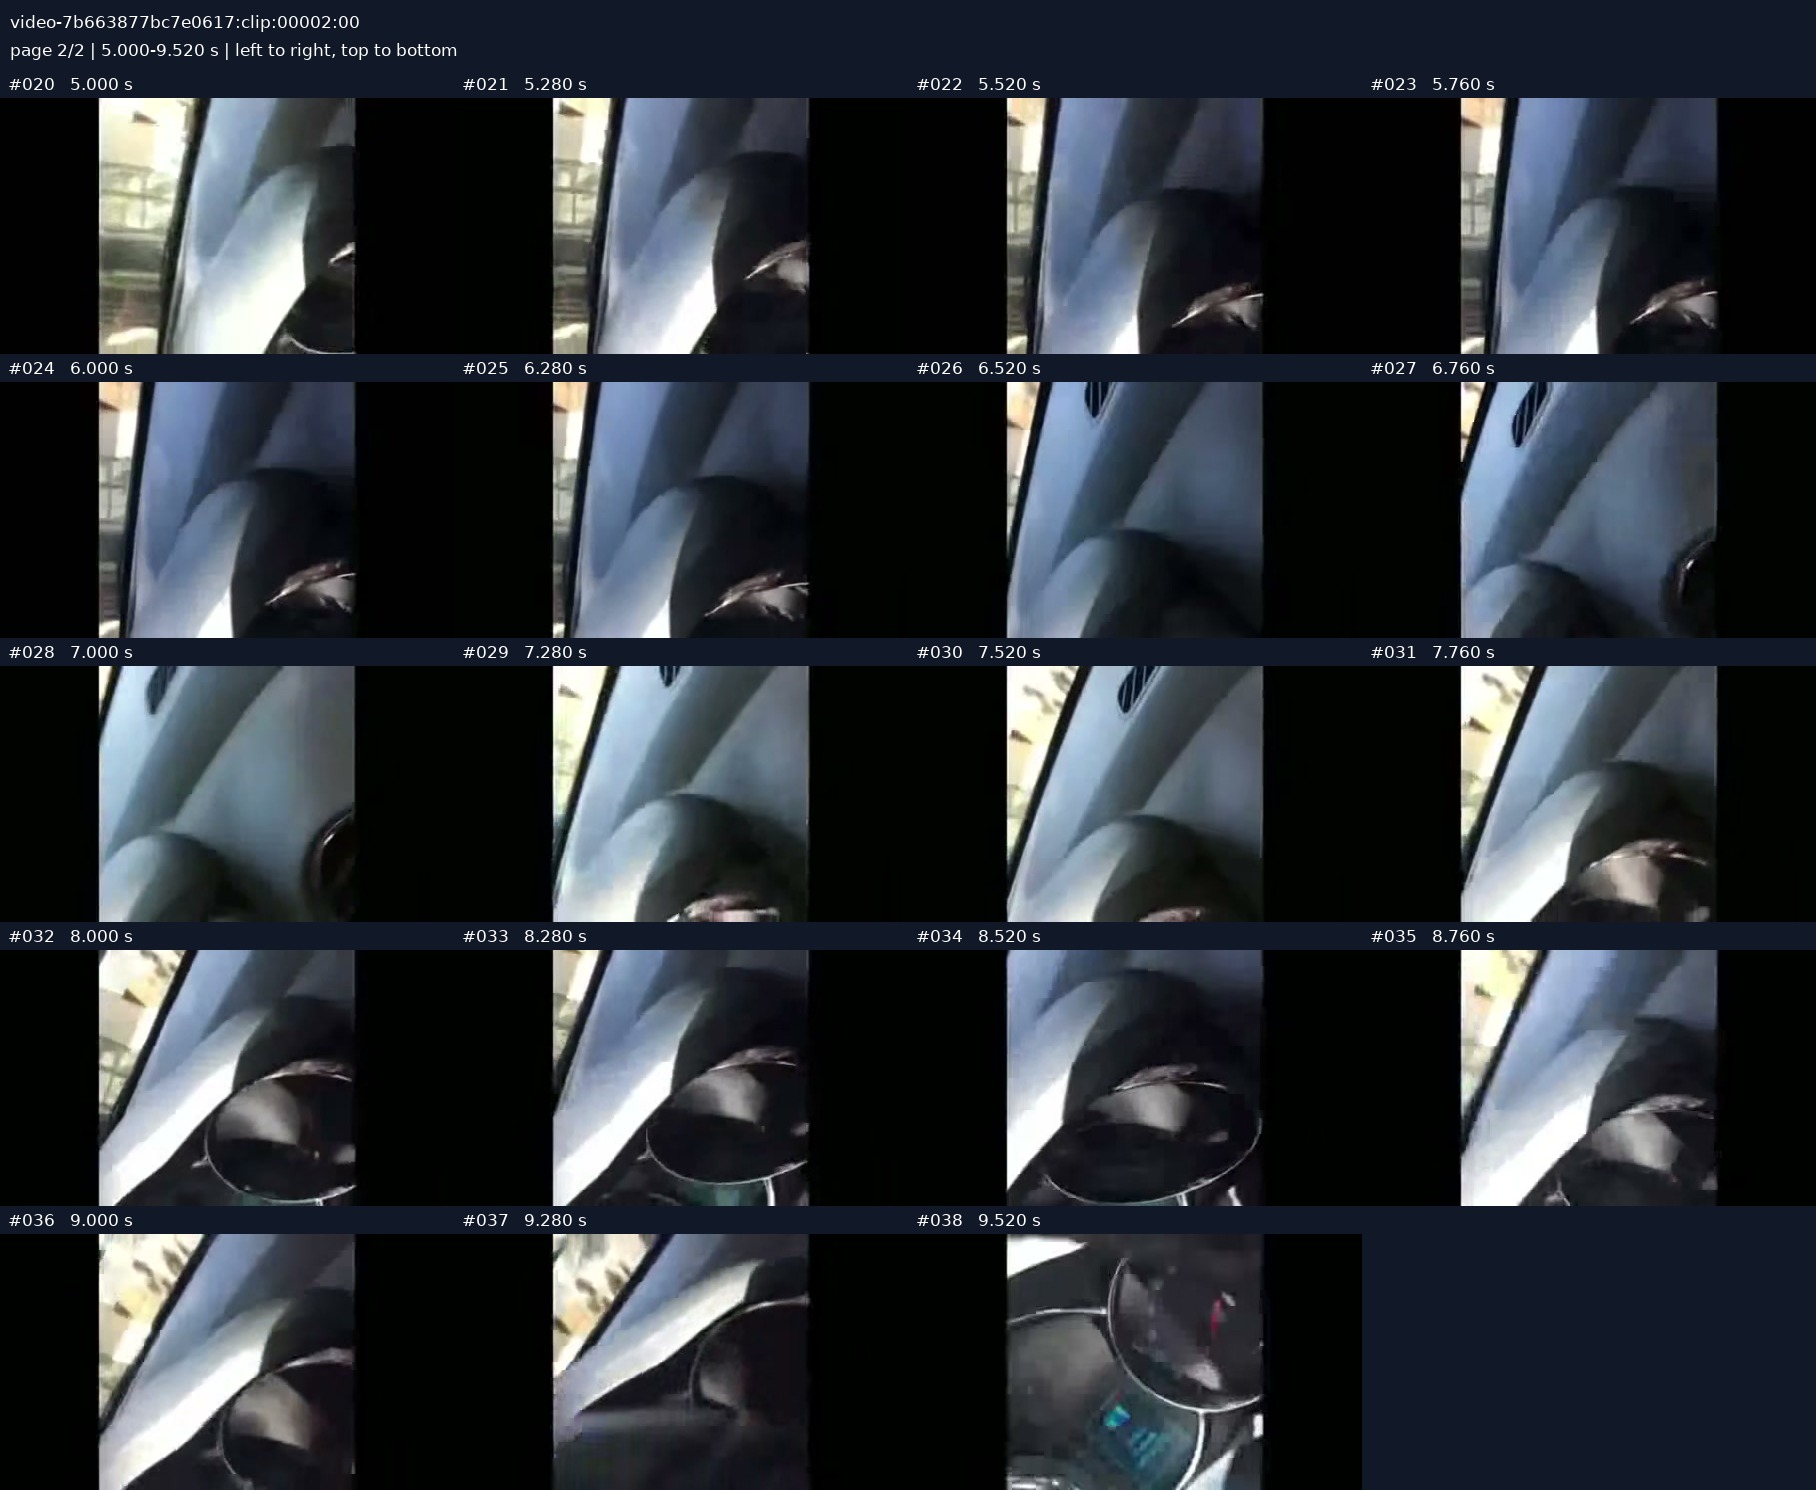 video-7b663877bc7e0617:clip:00002:00
page 2/2 | 5.000-9.520 s | left to right, top to bottom
#020 5.000 s #021 5.280 s #022 5.520 s #023 5.760 s
#024 6.000 s #025 6.280 s #026 6.520 s #027 6.760 s
#028 7.000 s #029 7.280 s #030 7.520 s #031 7.760 s
#032 8.000 s #033 8.280 s #034 8.520 s #035 8.760 s
#036 9.000 s #037 9.280 s #038 9.520 s